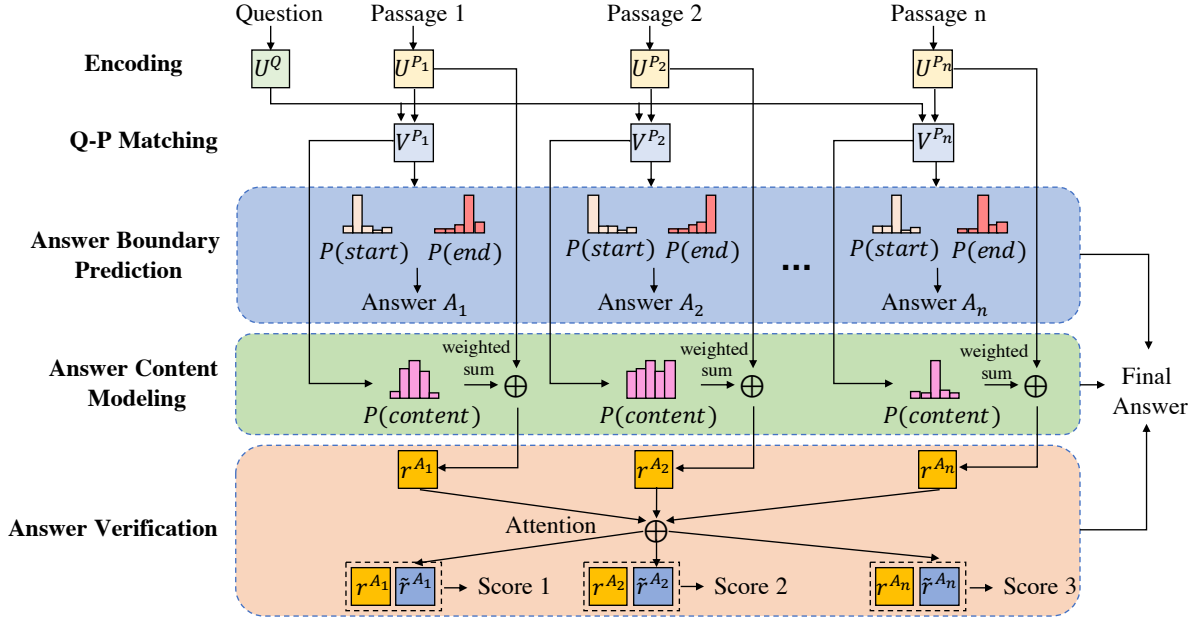 Question Passage 1 Passage 2 Passage n
Encoding U^Q U^{P_1} U^{P_2} U^{P_n}
Q-P Matching V^{P_1} V^{P_2} V^{P_n}
Answer Boundary
Prediction
P(start) P(end) P(start) P(end) ... P(start) P(end)
Answer A_1 Answer A_2 Answer A_n
Answer Content
Modeling
weighted
sum
weighted
sum
weighted
sum
⊕ ⊕ ⊕
P(content) P(content) P(content)
Final
Answer
r^{A_1} r^{A_2} r^{A_n}
Answer Verification
Attention ⊕
r^{A_1} r̃^{A_1} Score 1 r^{A_2} r̃^{A_2} Score 2 r^{A_n} r̃^{A_n} Score 3